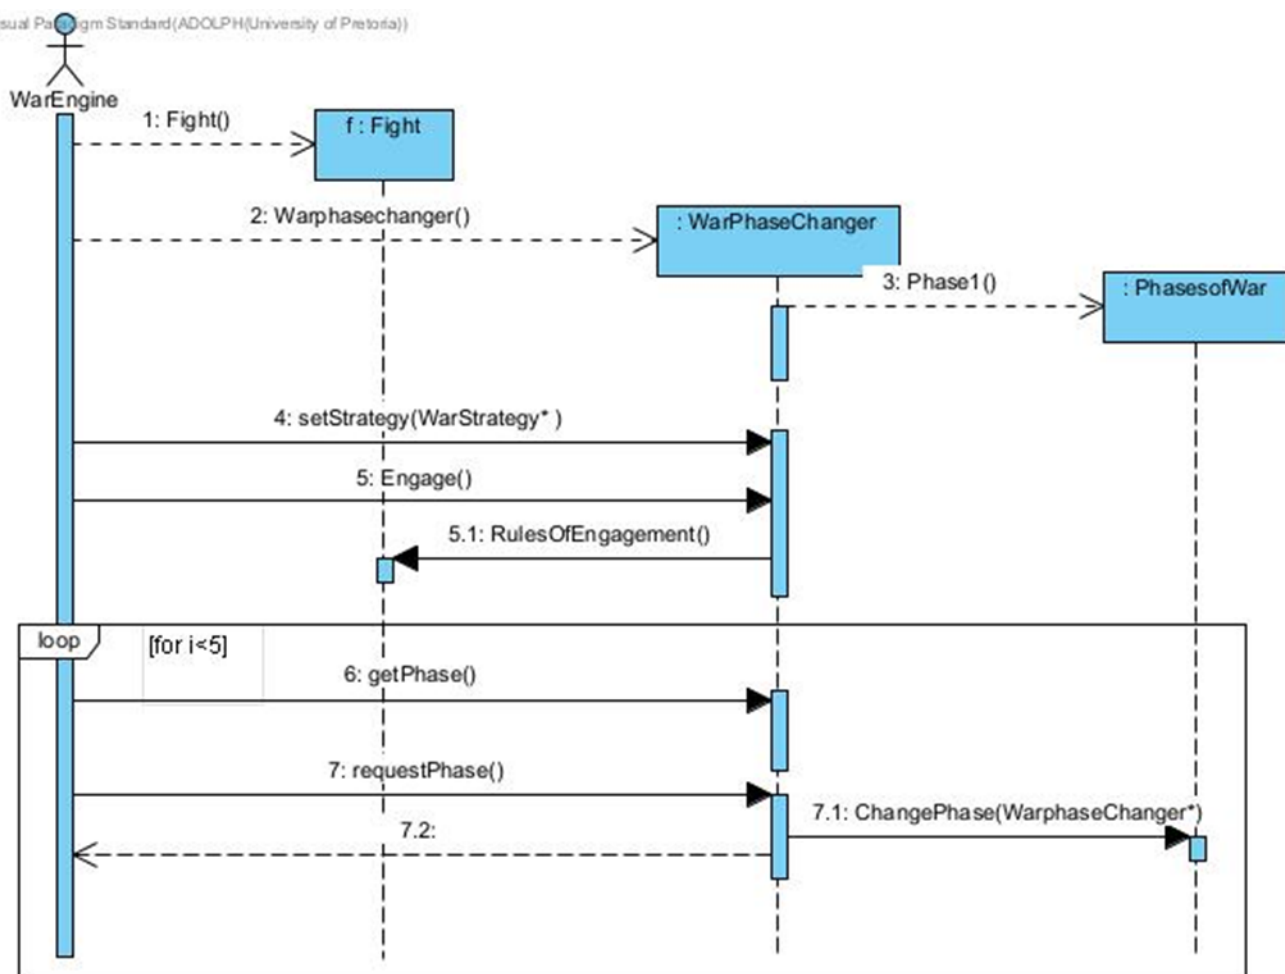 sual Paradigm Standard(ADOLPH(University of Pretoria))
WarEngine
1: Fight()
f : Fight
2: Warphasechanger()
: WarPhaseChanger
3: Phase1()
: PhasesofWar
4: setStrategy(WarStrategy* )
5: Engage()
5.1: RulesOfEngagement()
loop
[for i<5]
6: getPhase()
7: requestPhase()
7.1: ChangePhase(WarphaseChanger*)
7.2: